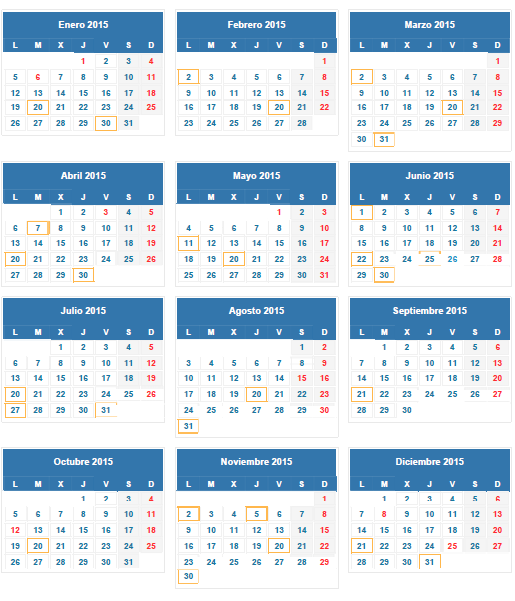 Enero 2015
L M X J V S D
1 2 3 4
5 6 7 8 9 10 11
12 13 14 15 16 17 18
19 20 21 22 23 24 25
26 27 28 29 30 31
Febrero 2015
L M X J V S D
1
2 3 4 5 6 7 8
9 10 11 12 13 14 15
16 17 18 19 20 21 22
23 24 25 26 27 28
Marzo 2015
L M X J V S D
1
2 3 4 5 6 7 8
9 10 11 12 13 14 15
16 17 18 19 20 21 22
23 24 25 26 27 28 29
30 31
Abril 2015
L M X J V S D
1 2 3 4 5
6 7 8 9 10 11 12
13 14 15 16 17 18 19
20 21 22 23 24 25 26
27 28 29 30
Mayo 2015
L M X J V S D
1 2 3
4 5 6 7 8 9 10
11 12 13 14 15 16 17
18 19 20 21 22 23 24
25 26 27 28 29 30 31
Junio 2015
L M X J V S D
1 2 3 4 5 6 7
8 9 10 11 12 13 14
15 16 17 18 19 20 21
22 23 24 25 26 27 28
29 30
Julio 2015
L M X J V S D
1 2 3 4 5
6 7 8 9 10 11 12
13 14 15 16 17 18 19
20 21 22 23 24 25 26
27 28 29 30 31
Agosto 2015
L M X J V S D
1 2
3 4 5 6 7 8 9
10 11 12 13 14 15 16
17 18 19 20 21 22 23
24 25 26 27 28 29 30
31
Septiembre 2015
L M X J V S D
1 2 3 4 5 6
7 8 9 10 11 12 13
14 15 16 17 18 19 20
21 22 23 24 25 26 27
28 29 30
Octubre 2015
L M X J V S D
1 2 3 4
5 6 7 8 9 10 11
12 13 14 15 16 17 18
19 20 21 22 23 24 25
26 27 28 29 30 31
Noviembre 2015
L M X J V S D
1
2 3 4 5 6 7 8
9 10 11 12 13 14 15
16 17 18 19 20 21 22
23 24 25 26 27 28 29
30
Diciembre 2015
L M X J V S D
1 2 3 4 5 6
7 8 9 10 11 12 13
14 15 16 17 18 19 20
21 22 23 24 25 26 27
28 29 30 31